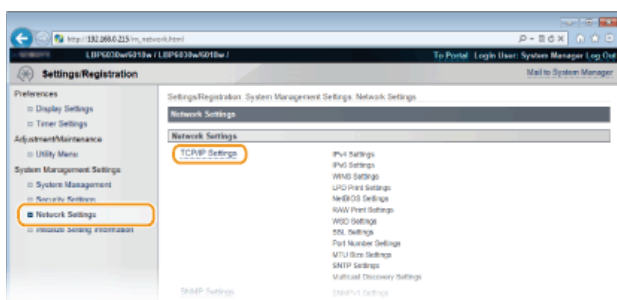 http://192.168.0.215/m_network.html
LBP6030w/6018w / LBP6030w/6018w /
To Portal Login User: System Manager Log Out
Settings/Registration
Mail to System Manager
Preferences
Display Settings
Timer Settings
Adjustment/Maintenance
Utility Menu
System Management Settings
System Management
Security Settings
Network Settings
Initialize Setting Information
Settings/Registration: System Management Settings: Network Settings
Network Settings
Network Settings
TCP/IP Settings
IPv4 Settings
IPv6 Settings
WINS Settings
LPD Print Settings
NetBIOS Settings
RAW Print Settings
WSD Settings
SSL Settings
Port Number Settings
MTU Size Settings
SNTP Settings
Multicast Discovery Settings
SNMP Settings
SNMPv1 Settings